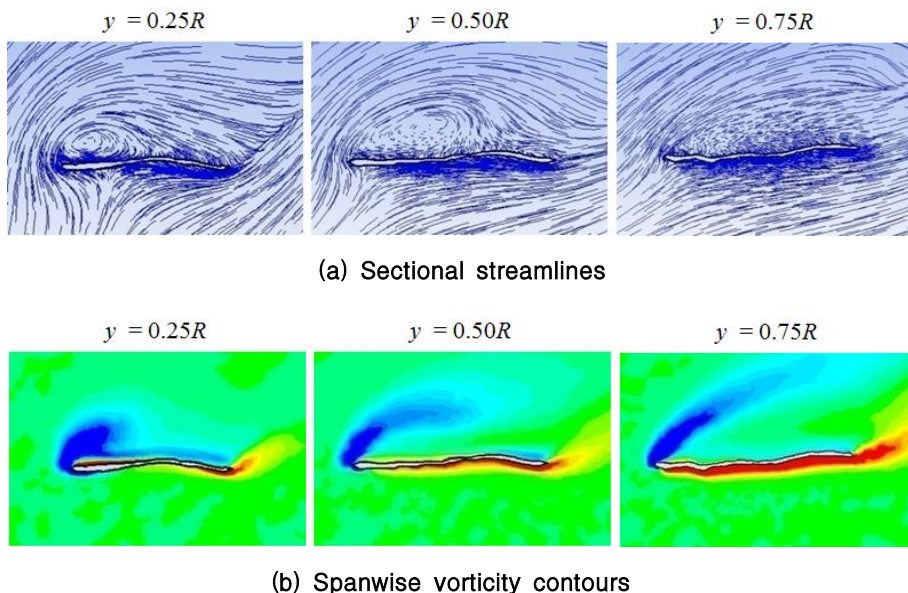 y = 0.25R y = 0.50R y = 0.75R
(a) Sectional streamlines
y = 0.25R y = 0.50R y = 0.75R
(b) Spanwise vorticity contours